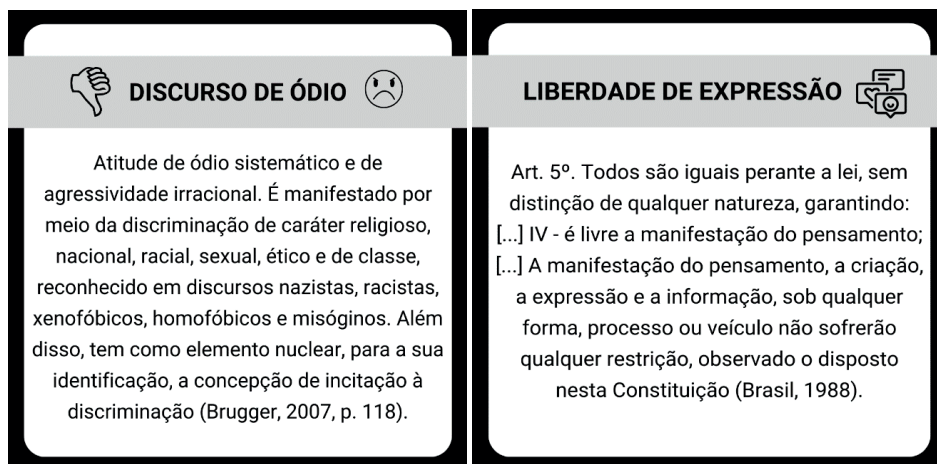 DISCURSO DE ÓDIO
Atitude de ódio sistemático e de
agressividade irracional. É manifestado por
meio da discriminação de caráter religioso,
nacional, racial, sexual, ético e de classe,
reconhecido em discursos nazistas, racistas,
xenofóbicos, homofóbicos e misóginos. Além
disso, tem como elemento nuclear, para a sua
identificação, a concepção de incitação à
discriminação (Brugger, 2007, p. 118).
LIBERDADE DE EXPRESSÃO
Art. 5º. Todos são iguais perante a lei, sem
distinção de qualquer natureza, garantindo:
[...] IV - é livre a manifestação do pensamento;
[...] A manifestação do pensamento, a criação,
a expressão e a informação, sob qualquer
forma, processo ou veículo não sofrerão
qualquer restrição, observado o disposto
nesta Constituição (Brasil, 1988).